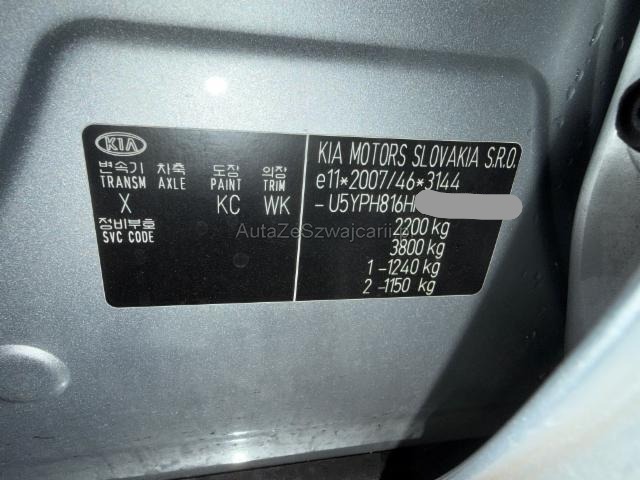 KIA
변속기 차축 도장 의장
TRANSM AXLE PAINT TRIM
X KC WK
정비부호
SVC CODE
KIA MOTORS SLOVAKIA S.R.O.
e11*2007/46*3144
-U5YPH816H
2200 kg
3800 kg
1-1240 kg
2-1150 kg
AutaZeSzwajcarii